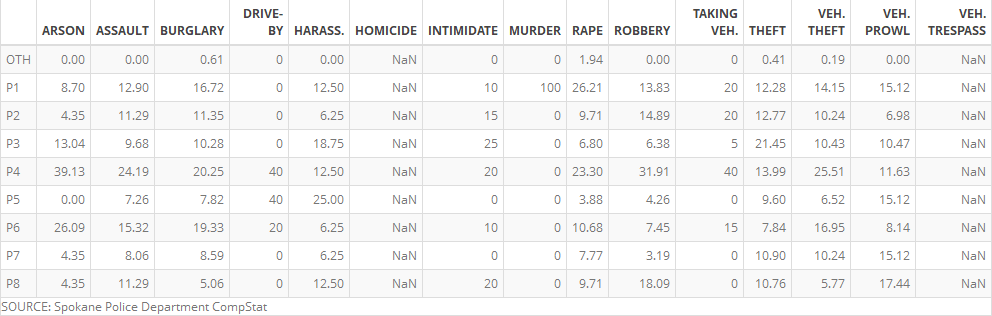 ARSON ASSAULT BURGLARY DRIVE-BY HARASS. HOMICIDE INTIMIDATE MURDER RAPE ROBBERY TAKING VEH. THEFT VEH. THEFT VEH. PROWL VEH. TRESPASS
OTH 0.00 0.00 0.61 0 0.00 NaN 0 0 1.94 0.00 0 0.41 0.19 0.00 NaN
P1 8.70 12.90 16.72 0 12.50 NaN 10 100 26.21 13.83 20 12.28 14.15 15.12 NaN
P2 4.35 11.29 11.35 0 6.25 NaN 15 0 9.71 14.89 20 12.77 10.24 6.98 NaN
P3 13.04 9.68 10.28 0 18.75 NaN 25 0 6.80 6.38 5 21.45 10.43 10.47 NaN
P4 39.13 24.19 20.25 40 12.50 NaN 20 0 23.30 31.91 40 13.99 25.51 11.63 NaN
P5 0.00 7.26 7.82 40 25.00 NaN 0 0 3.88 4.26 0 9.60 6.52 15.12 NaN
P6 26.09 15.32 19.33 20 6.25 NaN 10 0 10.68 7.45 15 7.84 16.95 8.14 NaN
P7 4.35 8.06 8.59 0 6.25 NaN 0 0 7.77 3.19 0 10.90 10.24 15.12 NaN
P8 4.35 11.29 5.06 0 12.50 NaN 20 0 9.71 18.09 0 10.76 5.77 17.44 NaN
SOURCE: Spokane Police Department CompStat